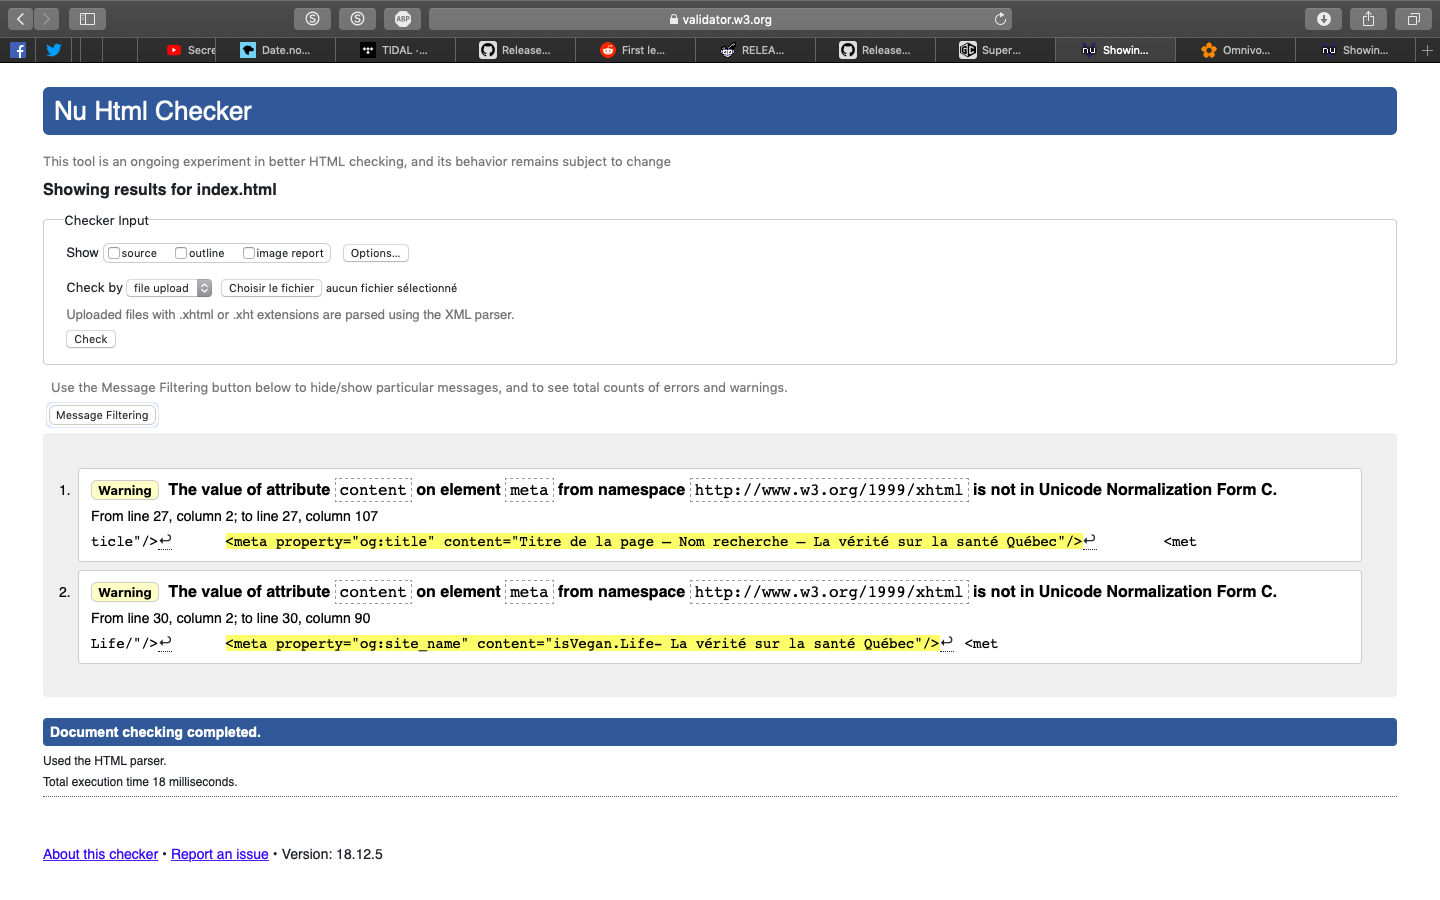 validator.w3.org
ABP
Secre
Date.no...
TIDAL ·...
Release...
First le...
RELEA...
Release...
Super...
nu Showin...
Omnivo...
nu Showin...
Nu Html Checker
This tool is an ongoing experiment in better HTML checking, and its behavior remains subject to change
Showing results for index.html
Checker Input
Show source outline image report Options...
Check by file upload Choisir le fichier aucun fichier sélectionné
Uploaded files with .xhtml or .xht extensions are parsed using the XML parser.
Check
Use the Message Filtering button below to hide/show particular messages, and to see total counts of errors and warnings.
Message Filtering
1. Warning The value of attribute content on element meta from namespace http://www.w3.org/1999/xhtml is not in Unicode Normalization Form C.
From line 27, column 2; to line 27, column 107
ticle"/>↩ <meta property="og:title" content="Titre de la page – Nom recherche – La vérité sur la santé Québec"/>↩ <met
2. Warning The value of attribute content on element meta from namespace http://www.w3.org/1999/xhtml is not in Unicode Normalization Form C.
From line 30, column 2; to line 30, column 90
Life/"/>↩ <meta property="og:site_name" content="isVegan.Life– La vérité sur la santé Québec"/>↩ <met
Document checking completed.
Used the HTML parser.
Total execution time 18 milliseconds.
About this checker • Report an issue • Version: 18.12.5